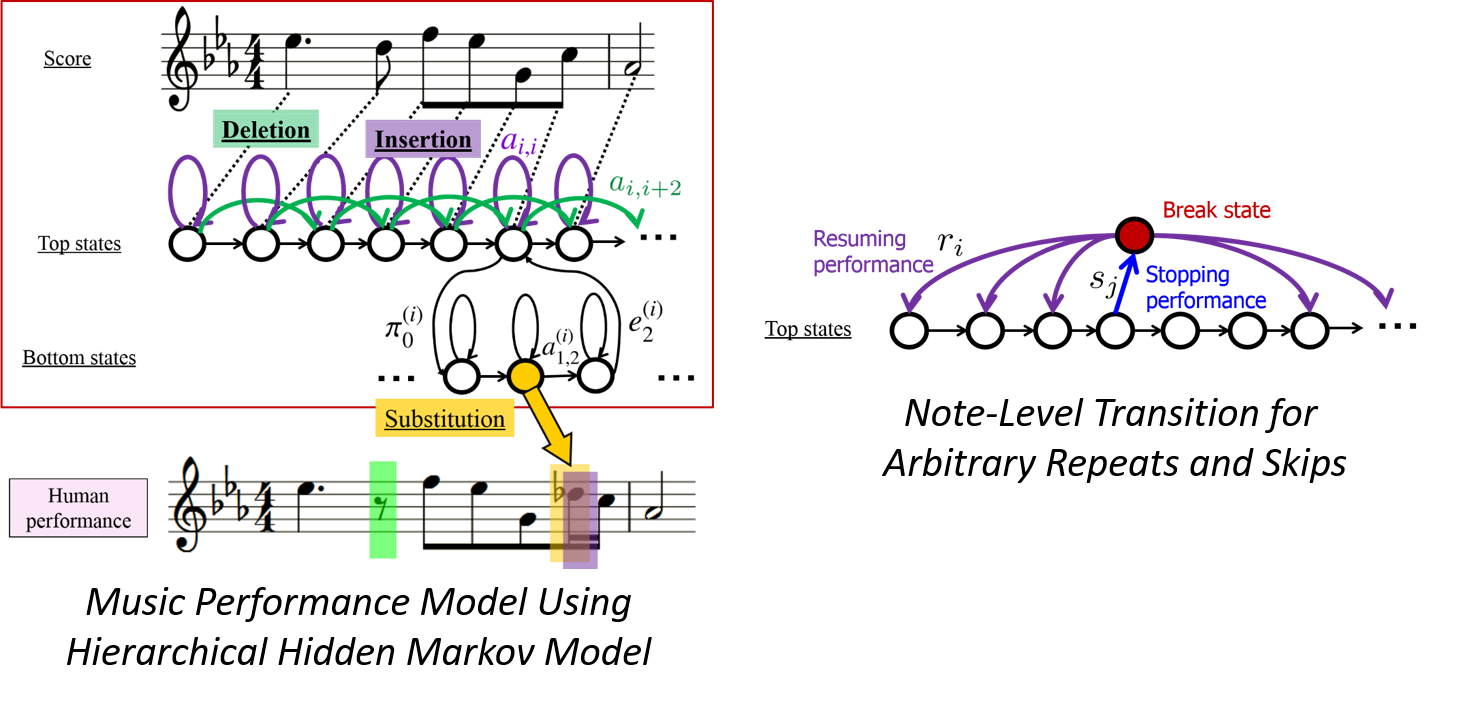 Score
Deletion
Insertion
a_{i,i}
a_{i,i+2}
Top states
...
π_0^{(i)}
a_{1,2}^{(i)}
e_2^{(i)}
Bottom states
...
...
Substitution
Human
performance
Music Performance Model Using
Hierarchical Hidden Markov Model
Break state
Resuming
performance
r_i
s_j
Stopping
performance
Top states
...
Note-Level Transition for
Arbitrary Repeats and Skips